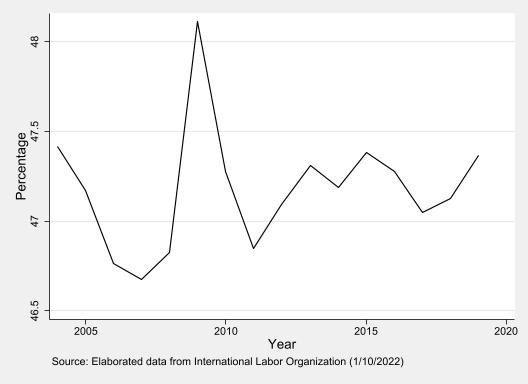 48
47.5
47
46.5
Percentage
2005
2010
2015
2020
Year
Source: Elaborated data from International Labor Organization (1/10/2022)